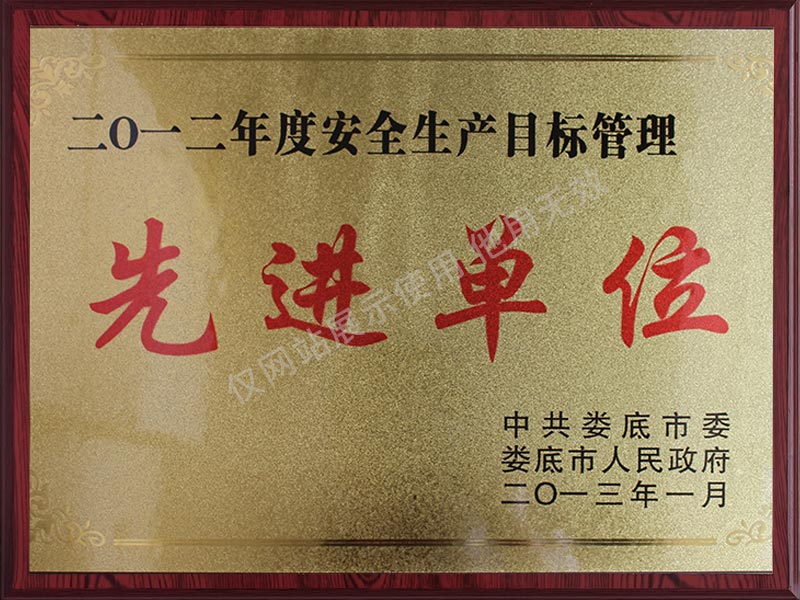 二〇一二年度安全生产目标管理
先进单位
仅网站展示使用,他用无效
中共娄底市委
娄底市人民政府
二〇一三年一月